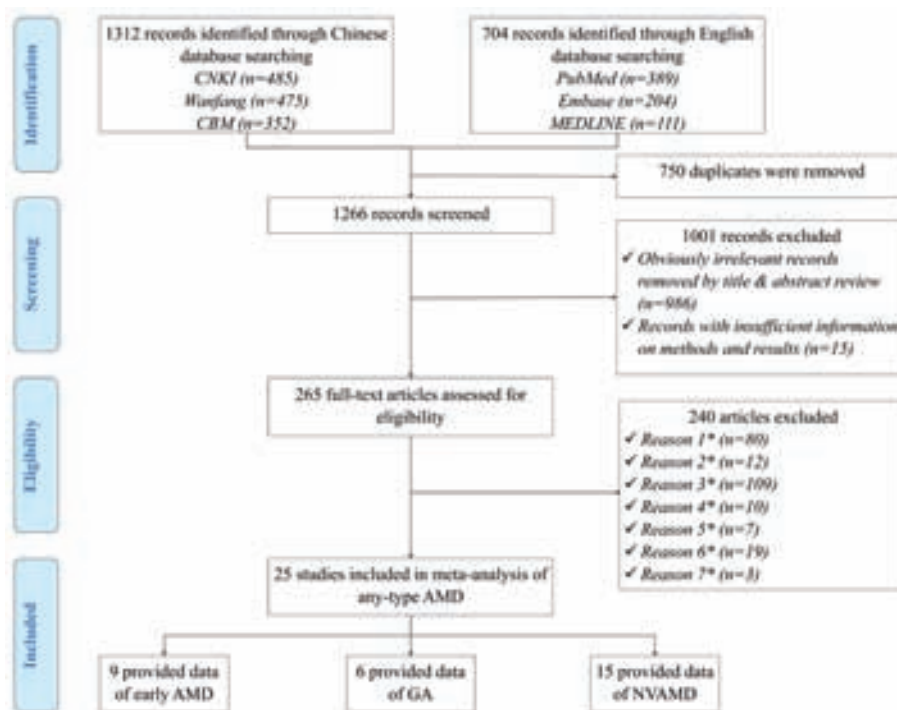 Identification
1312 records identified through Chinese
database searching
CNKI (n=485)
Wanfang (n=475)
CBM (n=352)
704 records identified through English
database searching
PubMed (n=389)
Embase (n=204)
MEDLINE (n=111)
750 duplicates were removed
Screening
1266 records screened
1001 records excluded
✓ Obviously irrelevant records
removed by title & abstract review
(n=986)
✓ Records with insufficient information
on methods and results (n=15)
Eligibility
265 full-text articles assessed for
eligibility
240 articles excluded
✓ Reason 1* (n=80)
✓ Reason 2* (n=12)
✓ Reason 3* (n=109)
✓ Reason 4* (n=10)
✓ Reason 5* (n=7)
✓ Reason 6* (n=19)
✓ Reason 7* (n=3)
Included
25 studies included in meta-analysis of
any-type AMD
9 provided data
of early AMD
6 provided data
of GA
15 provided data
of NVAMD